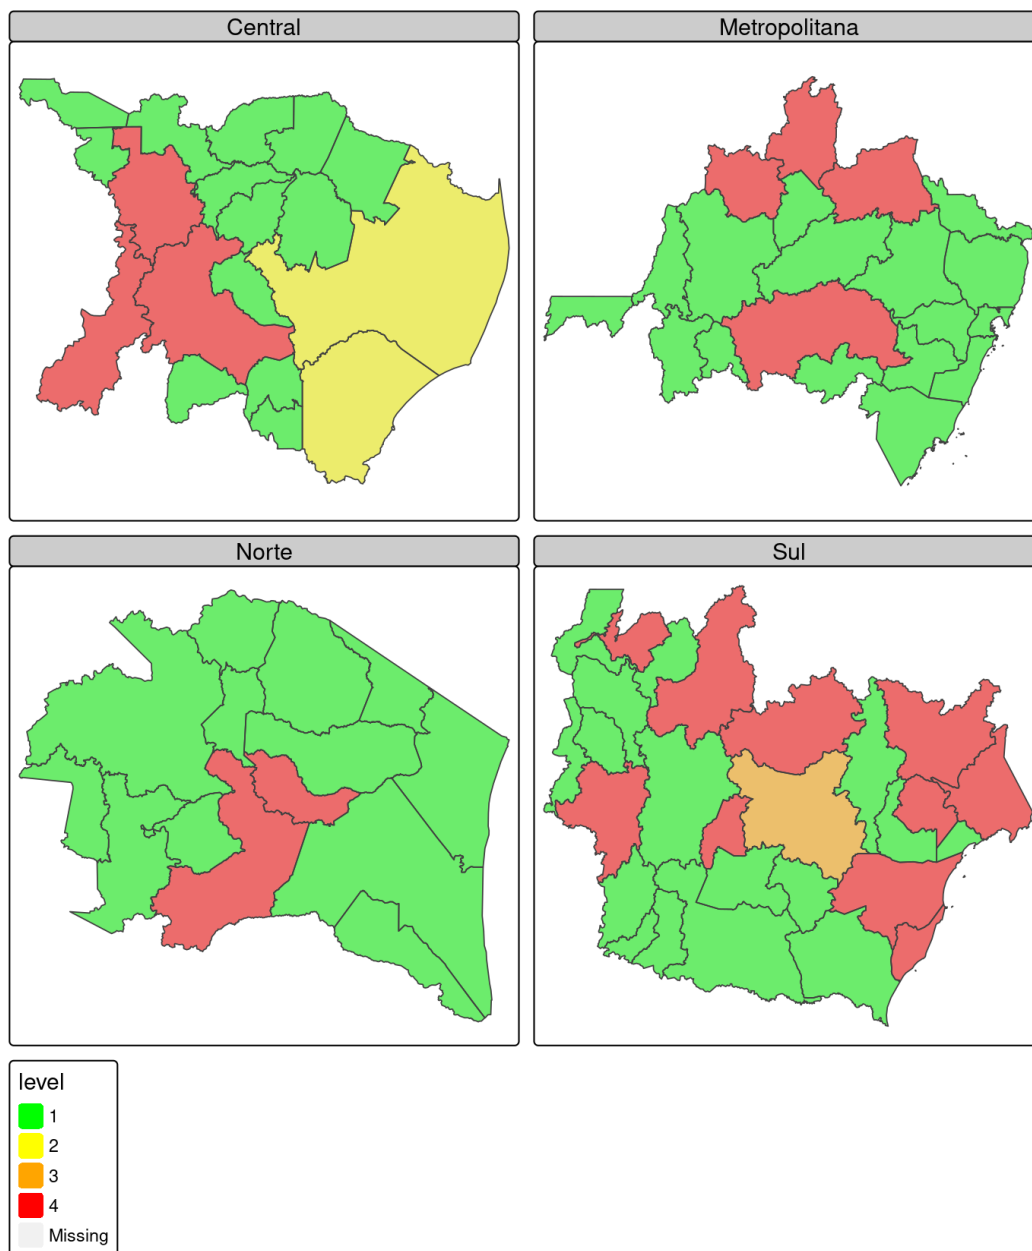 Central
Metropolitana
Norte
Sul
level
1
2
3
4
Missing